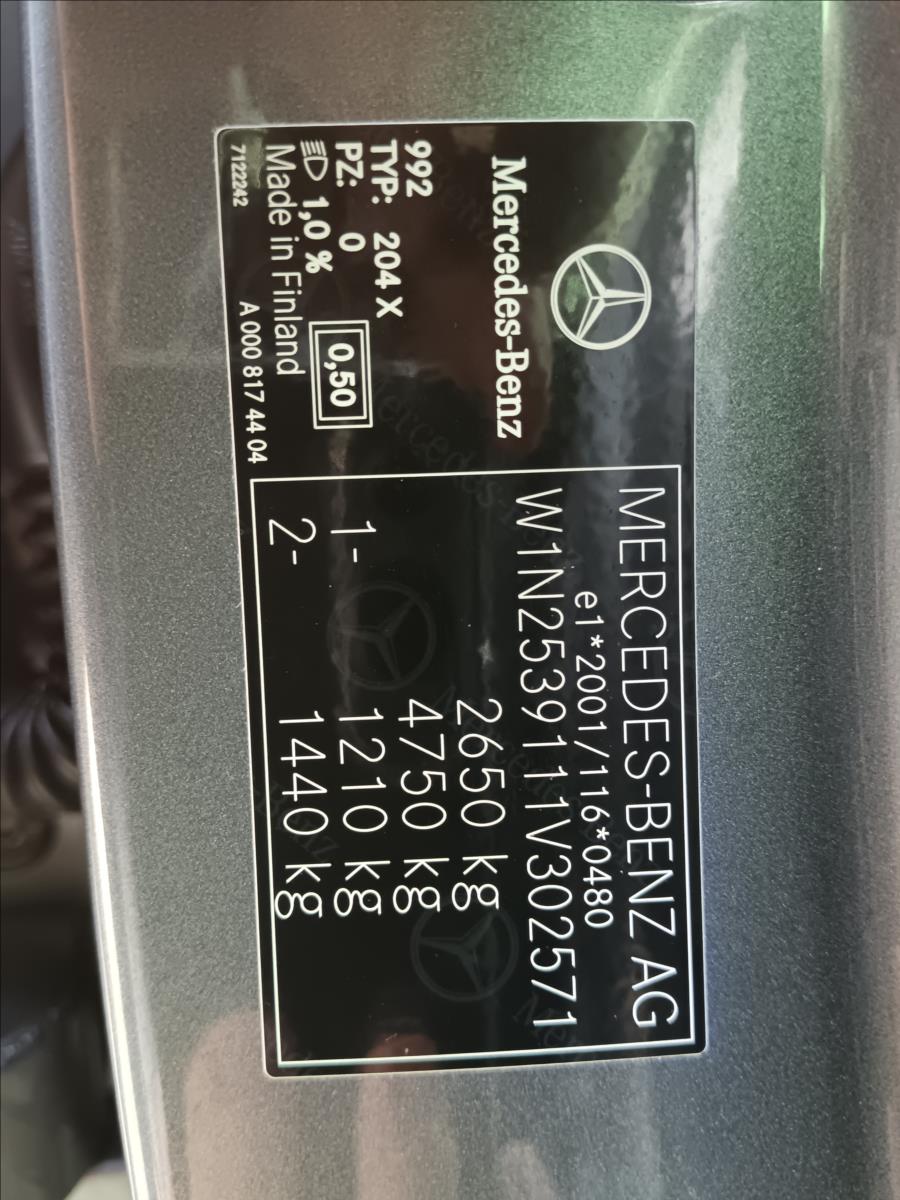 Mercedes-Benz
992
TYP: 204 X
PZ: 0
1,0 %
0,50
Made in Finland
7122242
A 000 817 44 04
MERCEDES-BENZ AG
e1*2001/116*0480
W1N2539111V302571
2650 kg
4750 kg
1- 1210 kg
2- 1440 kg